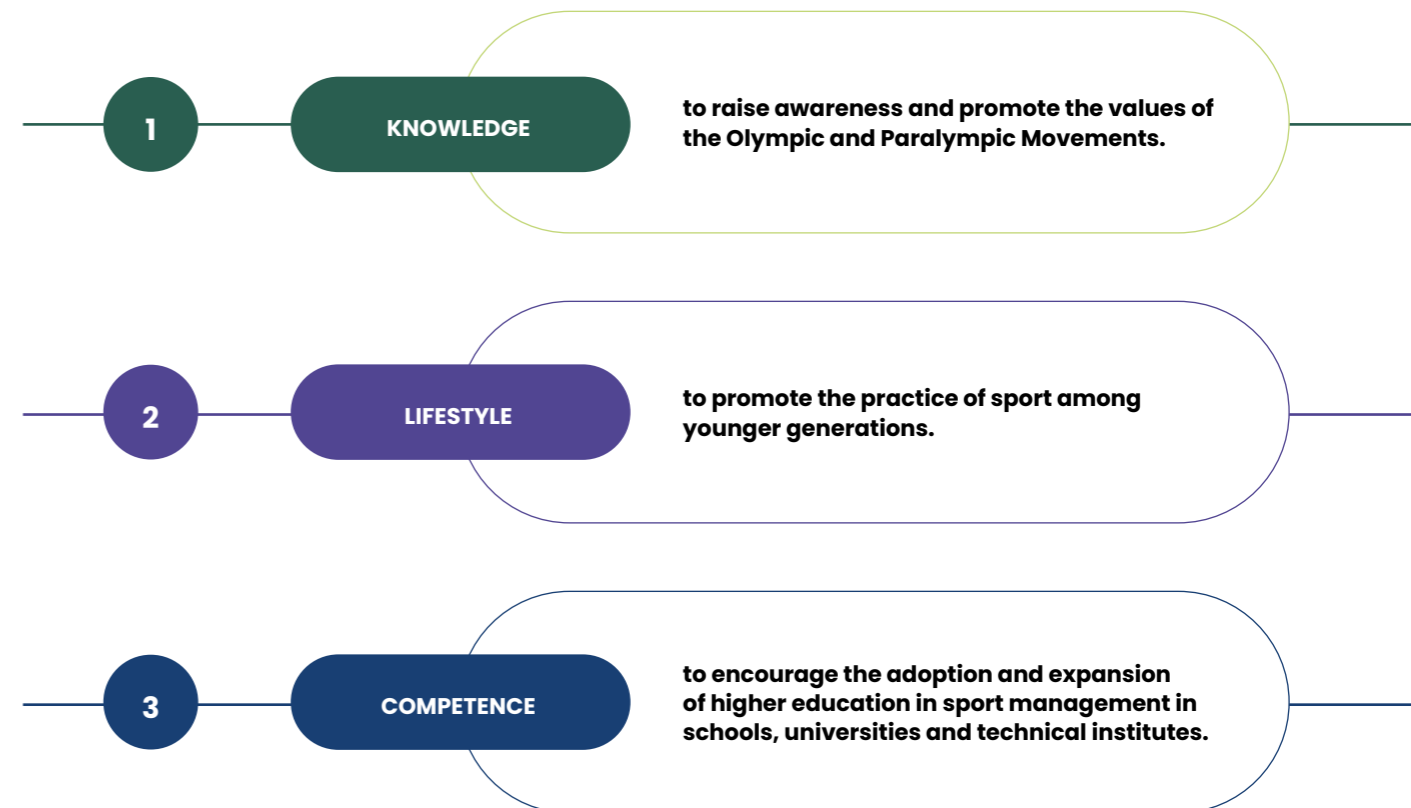 1
KNOWLEDGE
to raise awareness and promote the values of
the Olympic and Paralympic Movements.
2
LIFESTYLE
to promote the practice of sport among
younger generations.
3
COMPETENCE
to encourage the adoption and expansion
of higher education in sport management in
schools, universities and technical institutes.